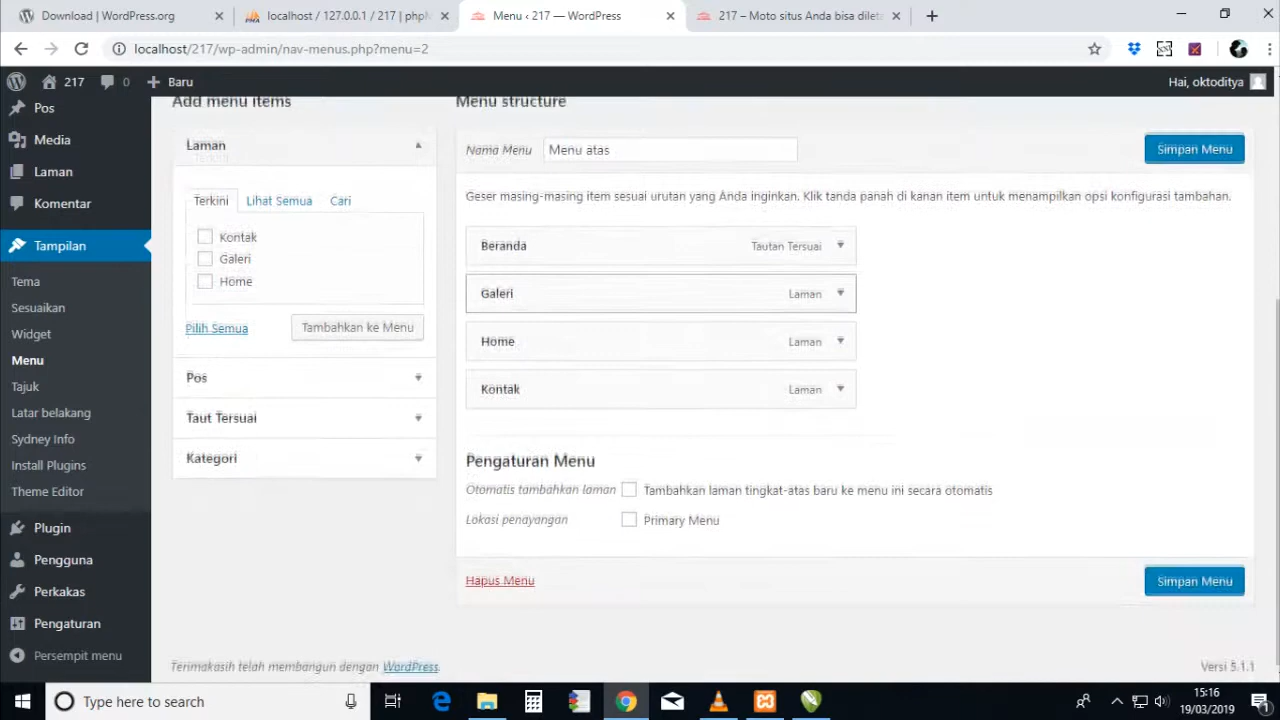 Download | WordPress.org
localhost / 127.0.0.1 / 217 | phpM
Menu ‹ 217 — WordPress
217 – Moto situs Anda bisa dileta
localhost/217/wp-admin/nav-menus.php?menu=2
217
0
Baru
Hai, oktoditya
Pos
Media
Laman
Komentar
Tampilan
Tema
Sesuaikan
Widget
Menu
Tajuk
Latar belakang
Sydney Info
Install Plugins
Theme Editor
Plugin
Pengguna
Perkakas
Pengaturan
Persempit menu
Add menu items
Laman
Terkini
Lihat Semua
Cari
Kontak
Galeri
Home
Pilih Semua
Tambahkan ke Menu
Pos
Taut Tersuai
Kategori
Menu structure
Nama Menu
Menu atas
Simpan Menu
Geser masing-masing item sesuai urutan yang Anda inginkan. Klik tanda panah di kanan item untuk menampilkan opsi konfigurasi tambahan.
Beranda
Tautan Tersuai
Galeri
Laman
Home
Laman
Kontak
Laman
Pengaturan Menu
Otomatis tambahkan laman
Tambahkan laman tingkat-atas baru ke menu ini secara otomatis
Lokasi penayangan
Primary Menu
Hapus Menu
Simpan Menu
Terimakasih telah membangun dengan WordPress.
Versi 5.1.1
Type here to search
15:16
19/03/2019
1